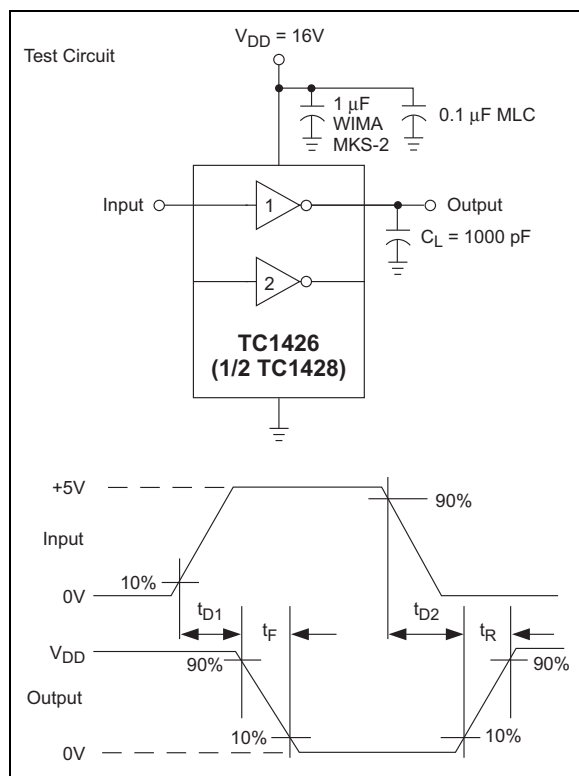 V_DD = 16V
Test Circuit
1 μF
WIMA
MKS-2
0.1 μF MLC
Input
1
Output
C_L = 1000 pF
2
TC1426
(1/2 TC1428)
+5V
90%
Input
10%
0V
t_D1
t_F
t_D2
t_R
V_DD
90%
90%
Output
10%
10%
0V